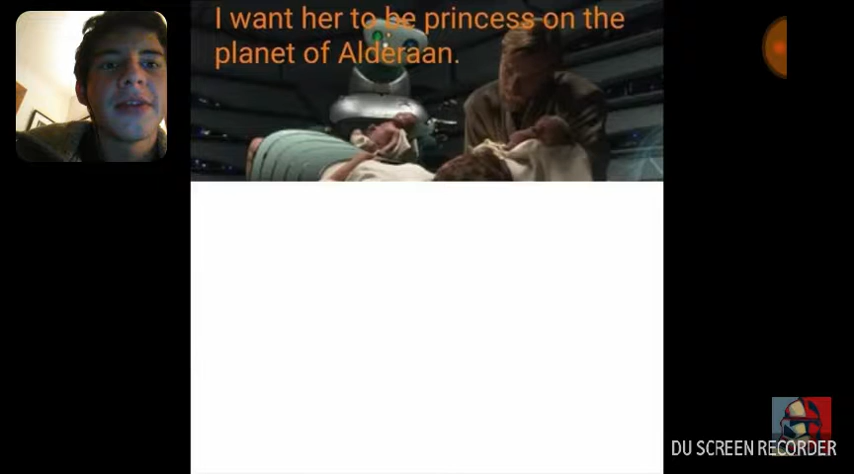 I want her to be princess on the
planet of Alderaan.
DU SCREEN RECORDER